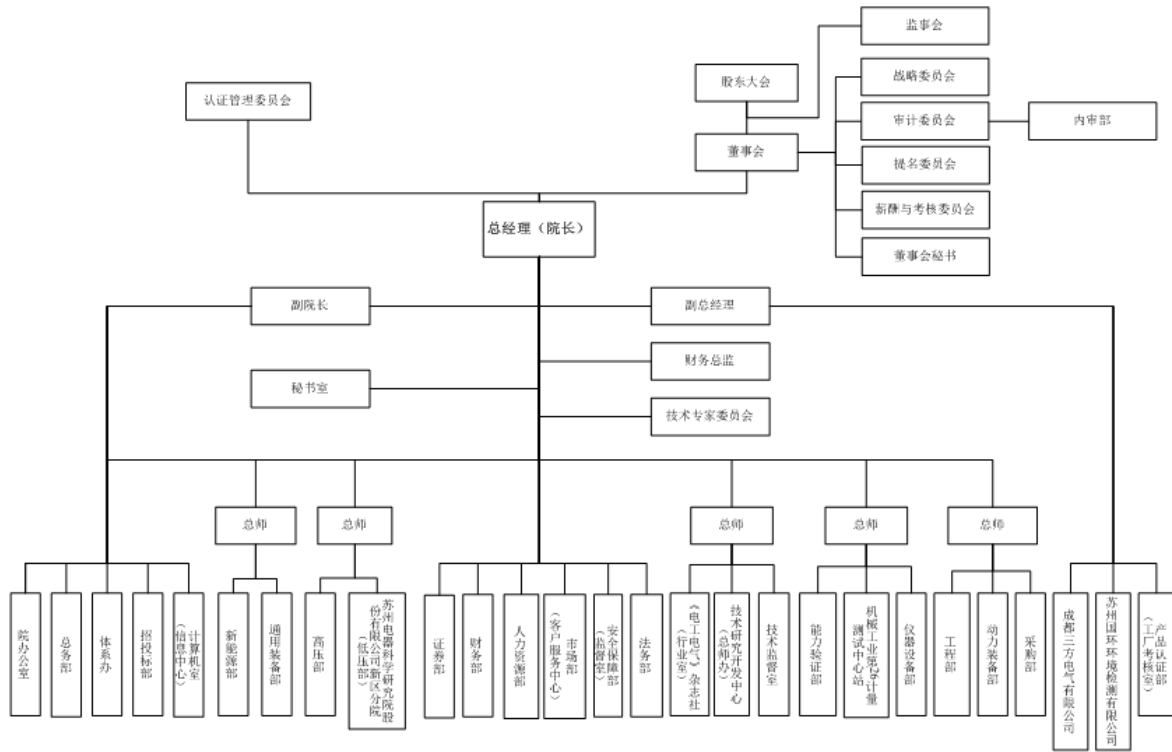 监事会
股东大会
战略委员会
认证管理委员会
审计委员会
内审部
董事会
提名委员会
薪酬与考核委员会
总经理（院长）
董事会秘书
副院长
副总经理
财务总监
秘书室
技术专家委员会
总师
总师
总师
总师
总师
院办公室
总务部
体系办
招投标部
计算机室
（信息中心）
新能源部
通用装备部
高压部
苏州电器科学研究院股
份有限公司新区分院
（低压部）
证券部
财务部
人力资源部
市场部
（客户服务中心）
安全保障部
（监督室）
法务部
《电工电气》杂志社
（行业室）
技术研究开发中心
（总师办）
技术监督室
能力验证部
机械工业第26计量
测试中心站
仪器设备部
工程部
动力装备部
采购部
成都三方电气有限公司
苏州国环环境检测有限公司
产品认证部
（工厂考核室）